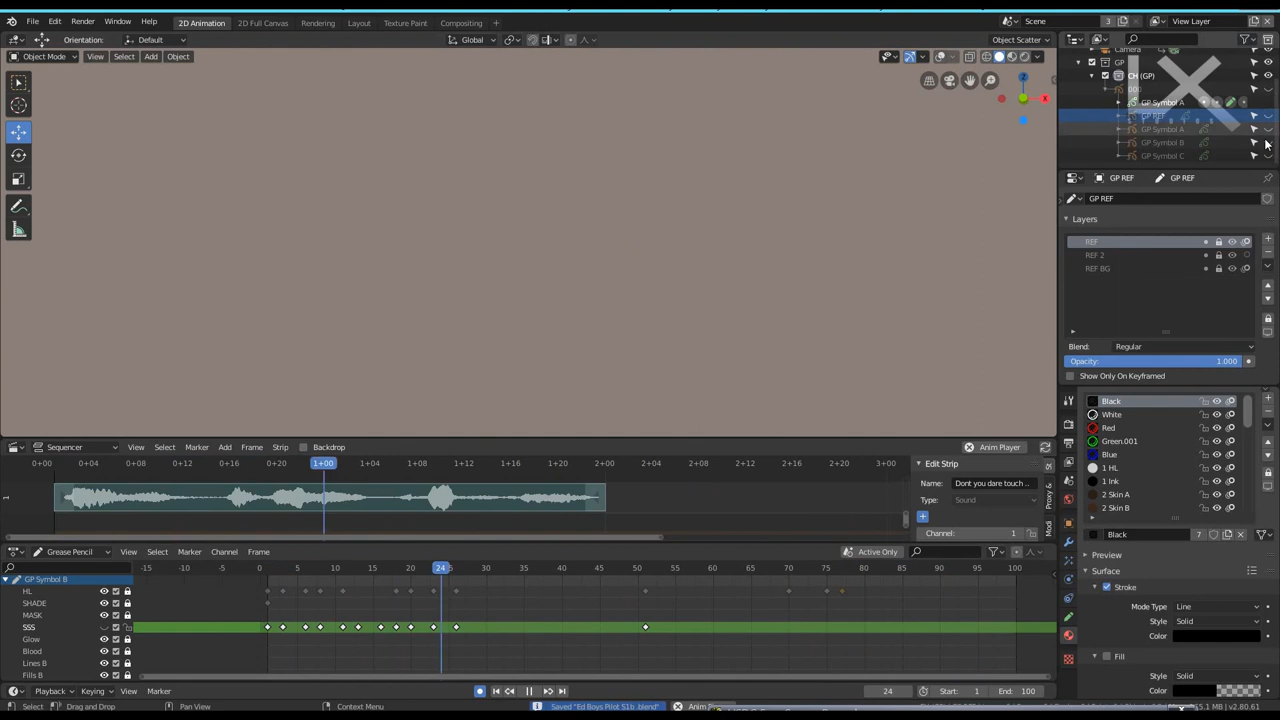 File Edit Render Window Help 2D Animation 2D Full Canvas Rendering Layout Texture Paint Compositing Scene 3 View Layer
Orientation: Default Global Object Scatter
Object Mode View Select Add Object
Camera
GP
CH (GP)
GP Symbol A
GP REF
GP Symbol A
GP Symbol B
GP Symbol C
Z
X
GP REF GP REF
GP REF
Layers
REF
REF 2
REF BG
Blend: Regular
Opacity: 1.000
Show Only On Keyframed
Black
White
Red
Green.001
Blue
1 HL
1 Ink
2 Skin A
2 Skin B
Black 7
Preview
Surface
Stroke
Mode Type Line
Style Solid
Color
Fill
Style Solid
Color
Sequencer View Select Marker Add Frame Strip Backdrop Anim Player
0+00 0+04 0+08 0+12 0+16 0+20 1+00 1+04 1+08 1+12 1+16 1+20 2+00 2+04 2+08 2+12 2+16 2+20 3+00
1
Edit Strip
Name: Dont you dare touch ..
Type: Sound
Channel: 1
Proxy &
Modi
Grease Pencil View Select Marker Channel Frame Active Only
-15 -10 -5 0 5 10 15 20 24 30 35 40 45 50 55 60 65 70 75 80 85 90 95 100
GP Symbol B
HL
SHADE
MASK
SSS
Glow
Blood
Lines B
Fills B
Playback Keying View Marker 24 Start: 1 End: 100
Select Drag and Drop Pan View Context Menu Saved "Ed Boys Pilot S1b .blend" v2.80.61